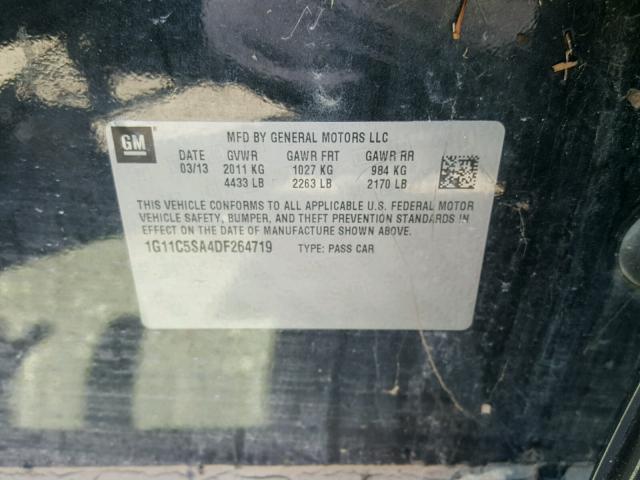 GM
MFD BY GENERAL MOTORS LLC
DATE GVWR GAWR FRT GAWR RR
03/13 2011 KG 1027 KG 984 KG
4433 LB 2263 LB 2170 LB
THIS VEHICLE CONFORMS TO ALL APPLICABLE U.S. FEDERAL MOTOR
VEHICLE SAFETY, BUMPER, AND THEFT PREVENTION STANDARDS IN
EFFECT ON THE DATE OF MANUFACTURE SHOWN ABOVE.
1G11C5SA4DF264719 TYPE: PASS CAR